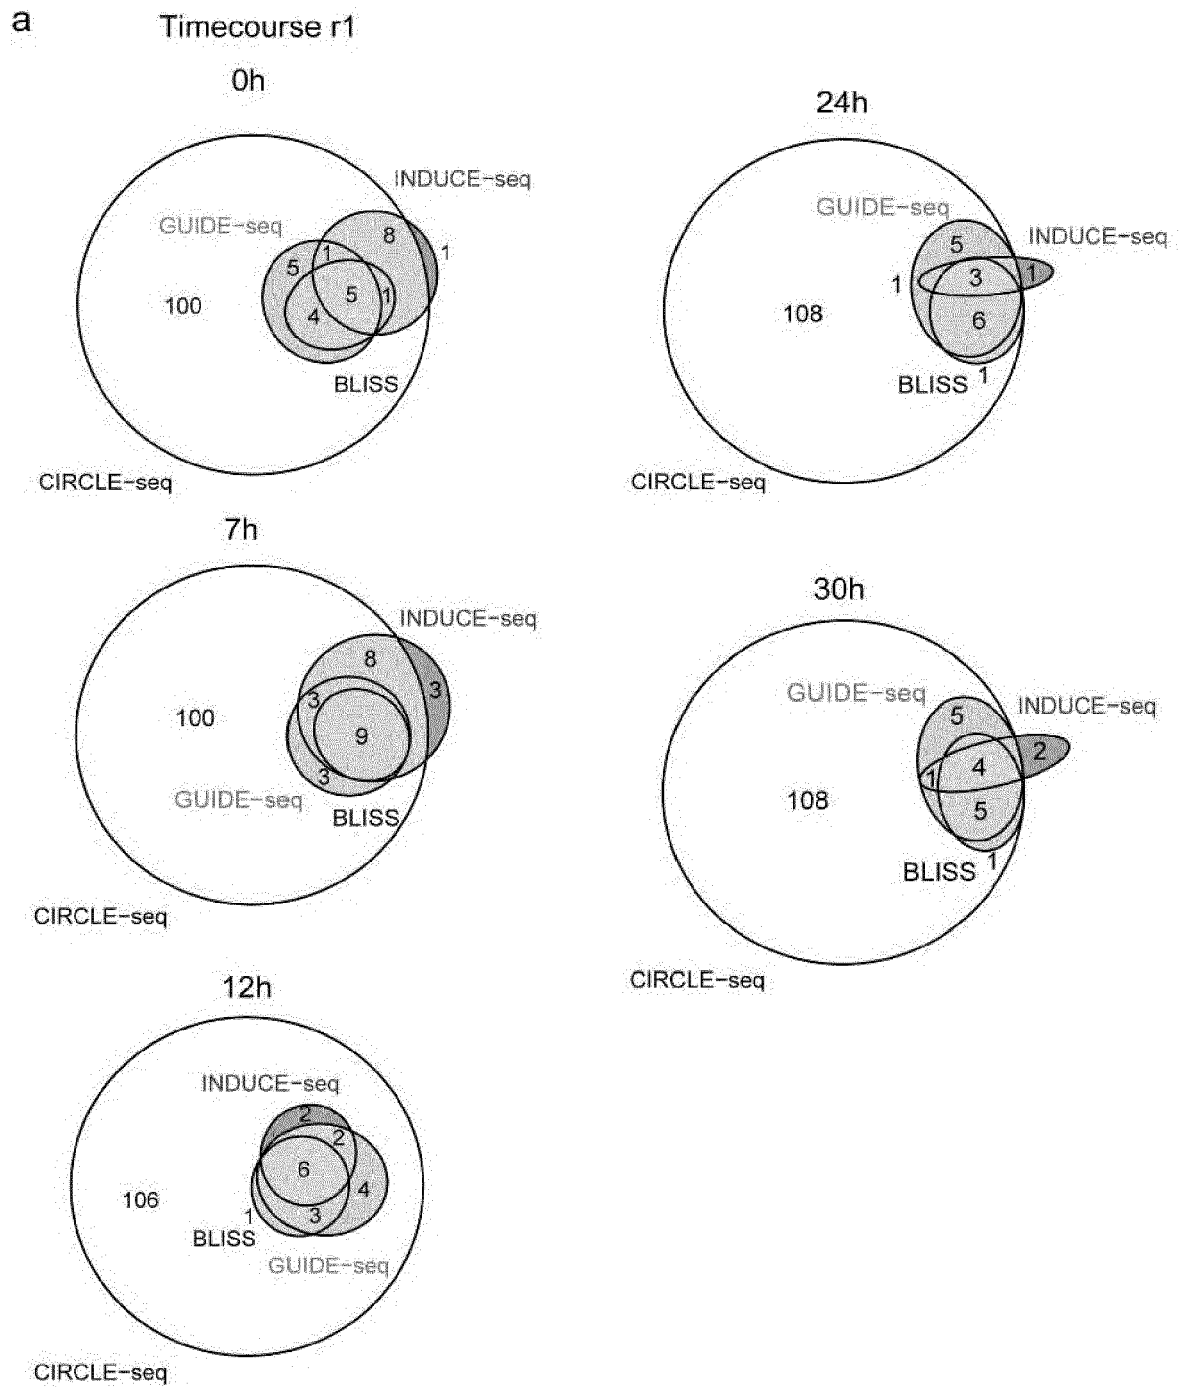 a
Timecourse r1
0h
INDUCE−seq
GUIDE−seq
8
1
1
5
100
5
1
4
BLISS
CIRCLE−seq
24h
GUIDE−seq
INDUCE−seq
5
3
1
1
108
6
BLISS
1
CIRCLE−seq
7h
INDUCE−seq
8
3
3
100
9
3
GUIDE−seq
BLISS
CIRCLE−seq
30h
GUIDE−seq
INDUCE−seq
5
2
4
1
108
5
1
BLISS
CIRCLE−seq
12h
INDUCE−seq
2
2
6
4
106
1
3
BLISS
GUIDE−seq
CIRCLE−seq